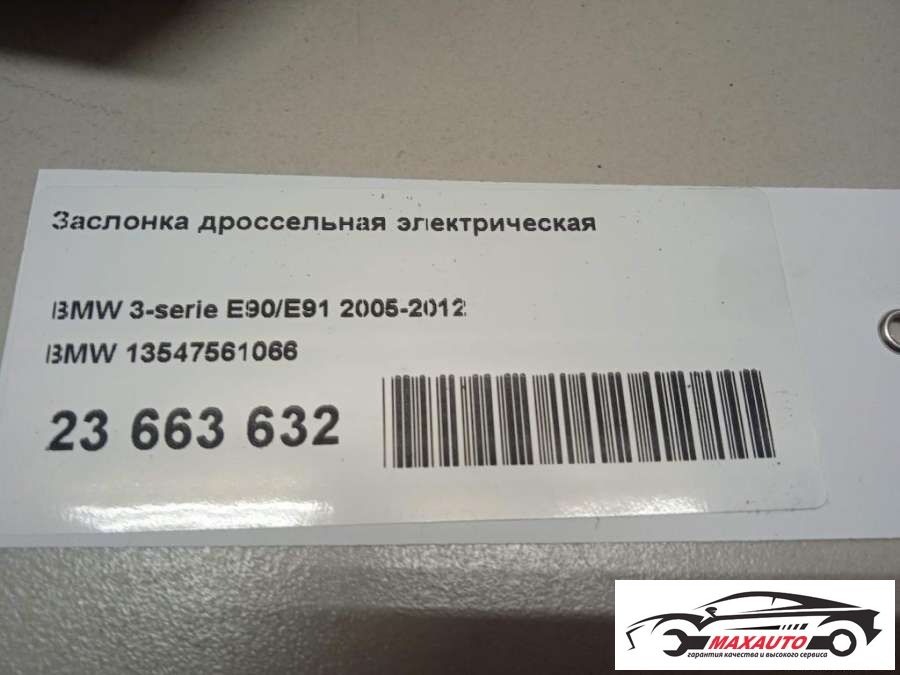 Заслонка дроссельная электрическая
BMW 3-serie E90/E91 2005-2012
BMW 13547561066
23 663 632
MAXAUTO
гарантия качества и высокого сервиса